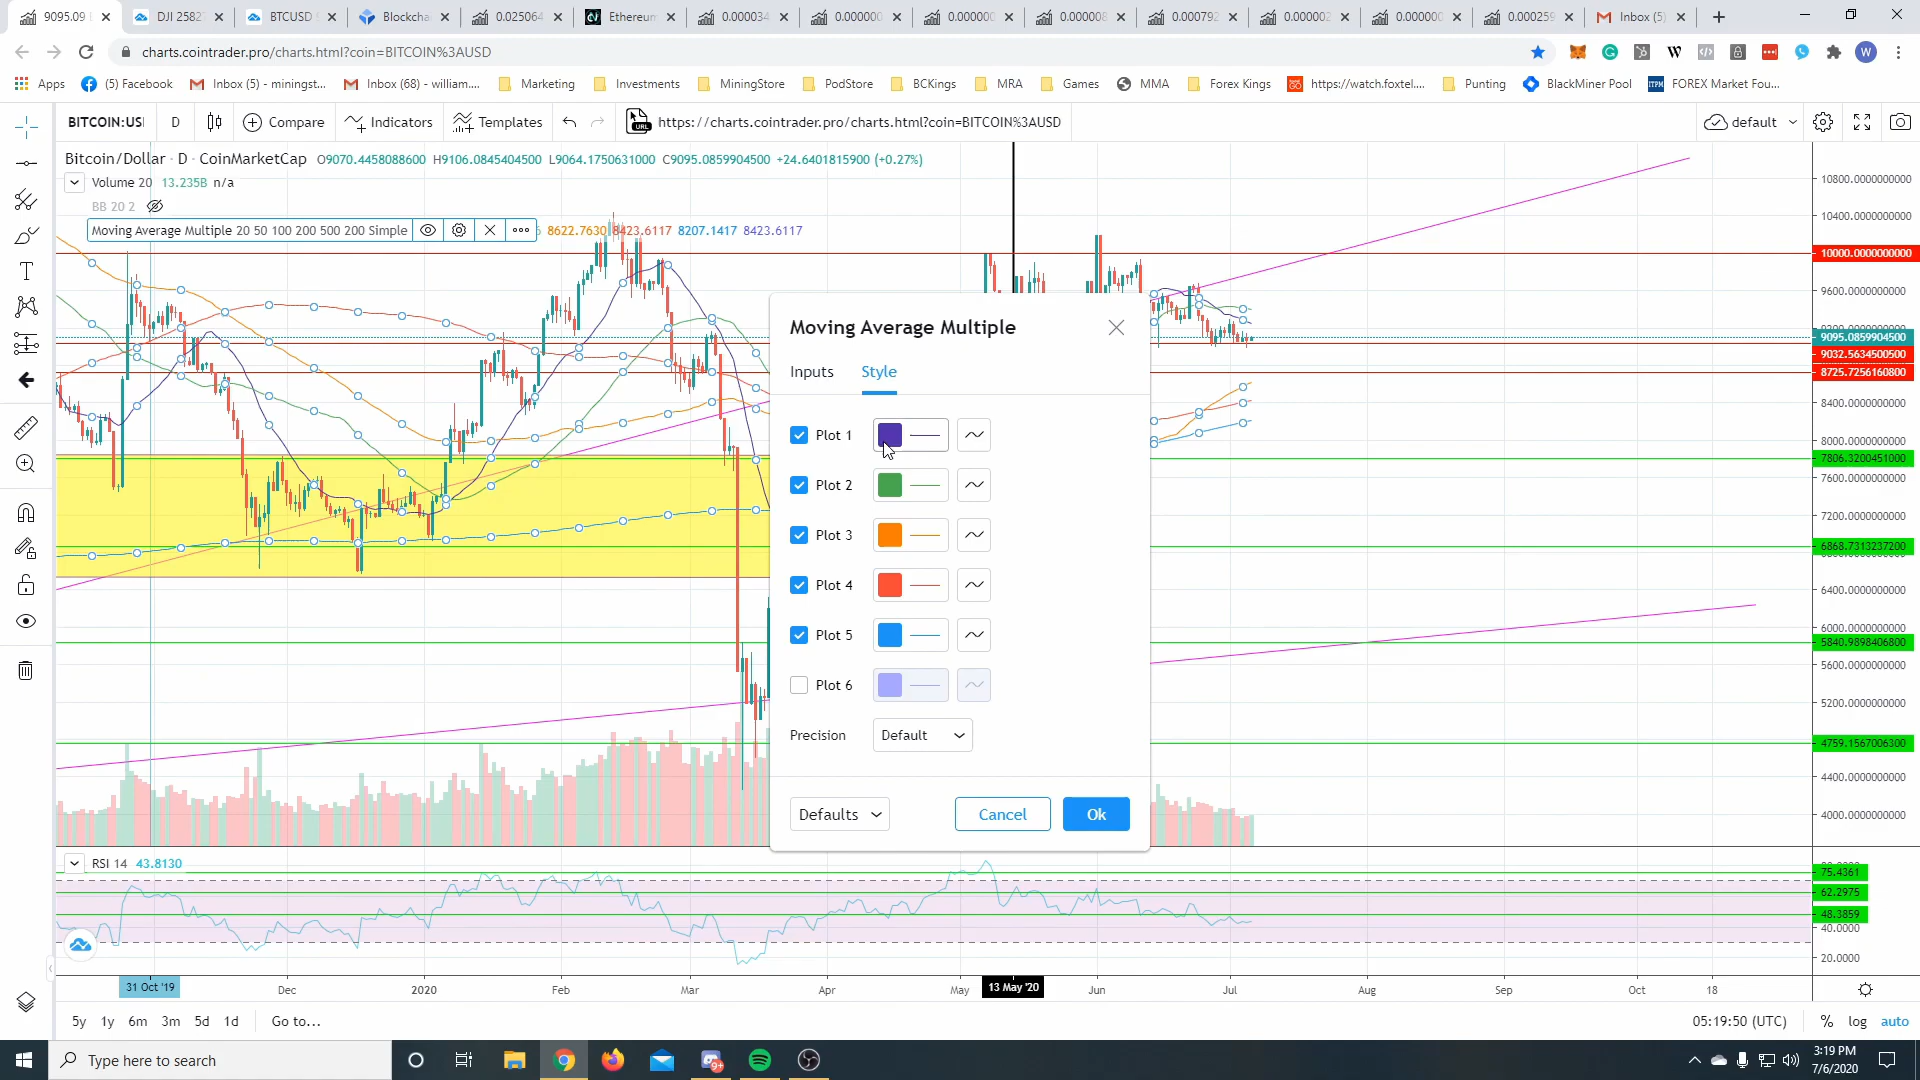 9095.09
DJI 2582
BTCUSD
Blockcha
0.025064
Ethereum
0.000034
0.000000
0.000000
0.000008
0.000792
0.000002
0.000000
0.000259
Inbox (5)
charts.cointrader.pro/charts.html?coin=BITCOIN%3AUSD
W
W
Apps
(5) Facebook
Inbox (5) - miningst...
Inbox (68) - william....
Marketing
Investments
MiningStore
PodStore
BCKings
MRA
Games
MMA
Forex Kings
https://watch.foxtel....
Punting
BlackMiner Pool
FOREX Market Fou...
BITCOIN:USI
D
Compare
Indicators
Templates
URL
https://charts.cointrader.pro/charts.html?coin=BITCOIN%3AUSD
default
Bitcoin/Dollar · D · CoinMarketCap O9070.4458088600 H9106.0845404500 L9064.1750631000 C9095.0859904500 +24.6401815900 (+0.27%)
Volume 20 13.235B n/a
BB 20 2
Moving Average Multiple 20 50 100 200 500 200 Simple
6 8622.7630 8423.6117 8207.1417 8423.6117
10800.0000000000
10400.0000000000
10000.0000000000
9600.0000000000
9200.0000000000
9095.0859904500
9032.5634500500
8725.7256160800
8400.0000000000
8000.0000000000
7806.3200451000
7600.0000000000
7200.0000000000
6868.7313237200
6400.0000000000
6000.0000000000
5840.9898406800
5600.0000000000
5200.0000000000
4759.1567006300
4400.0000000000
4000.0000000000
Moving Average Multiple
Inputs
Style
Plot 1
Plot 2
Plot 3
Plot 4
Plot 5
Plot 6
Precision
Default
Defaults
Cancel
Ok
RSI 14 43.8130
75.4361
62.2975
48.3859
40.0000
20.0000
31 Oct '19
Dec
2020
Feb
Mar
Apr
May
13 May '20
Jun
Jul
Aug
Sep
Oct
18
5y
1y
6m
3m
5d
1d
Go to...
05:19:50 (UTC)
%
log
auto
Type here to search
9+
3:19 PM
7/6/2020